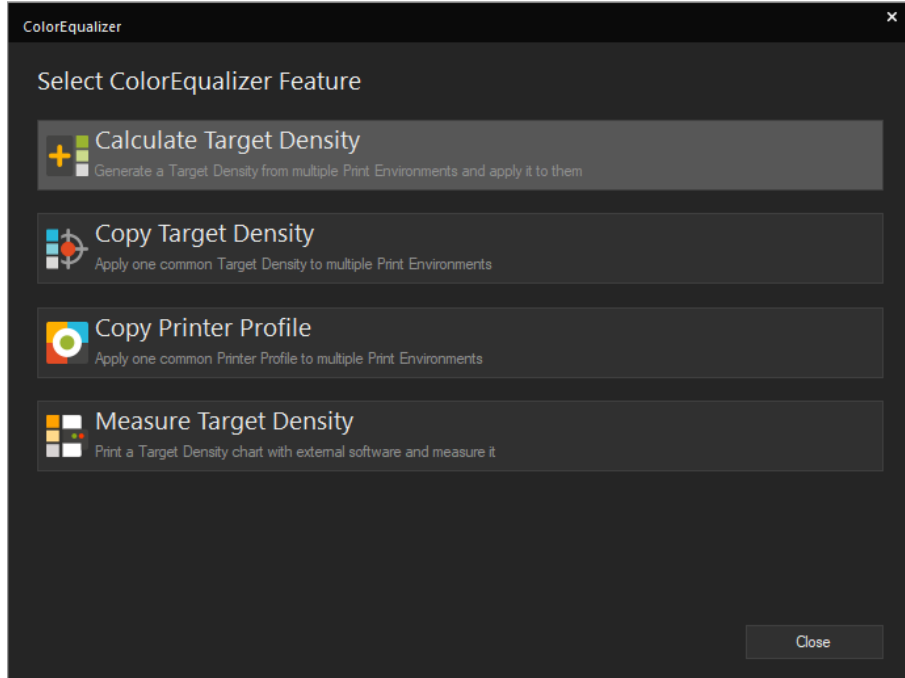 ColorEqualizer
Select ColorEqualizer Feature
Calculate Target Density
Generate a Target Density from multiple Print Environments and apply it to them
Copy Target Density
Apply one common Target Density to multiple Print Environments
Copy Printer Profile
Apply one common Printer Profile to multiple Print Environments
Measure Target Density
Print a Target Density chart with external software and measure it
Close